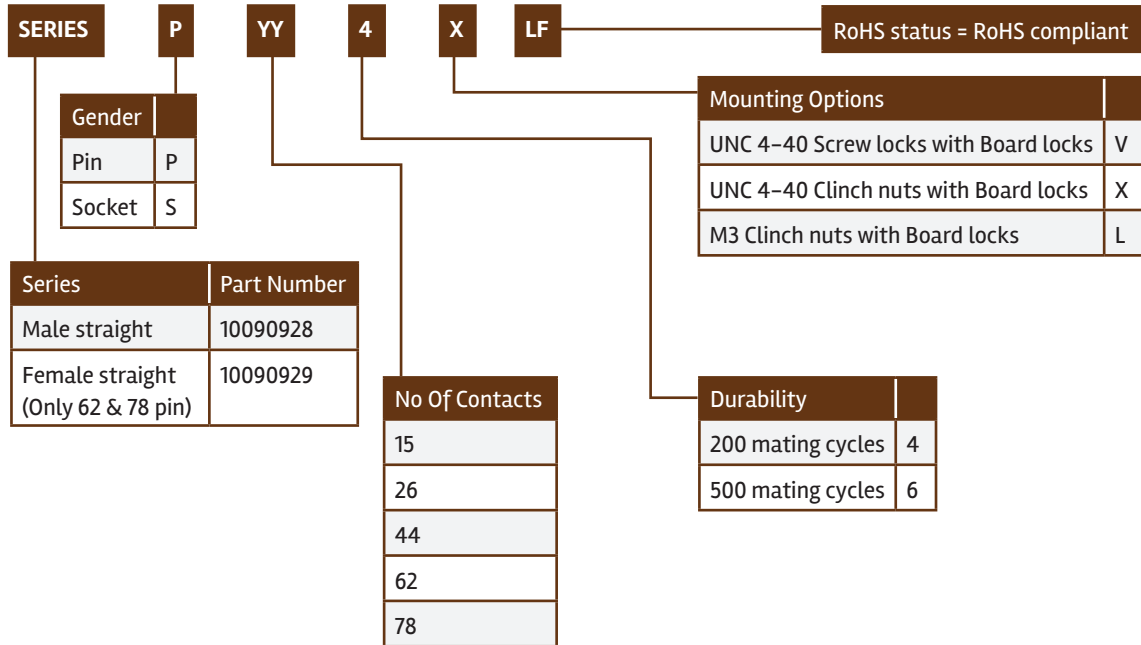 SERIES P YY 4 X LF RoHS status = RoHS compliant
Gender
Pin P
Socket S
Mounting Options
UNC 4–40 Screw locks with Board locks V
UNC 4–40 Clinch nuts with Board locks X
M3 Clinch nuts with Board locks L
Series Part Number
Male straight 10090928
Female straight 10090929
(Only 62 & 78 pin)
No Of Contacts
15
26
44
62
78
Durability
200 mating cycles 4
500 mating cycles 6